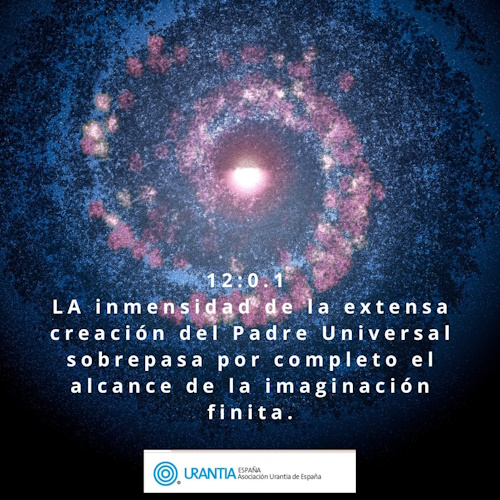 12:0.1
LA inmensidad de la extensa
creación del Padre Universal
sobrepasa por completo el
alcance de la imaginación
finita.
URANTIA ESPAÑA
® Asociación Urantia de España